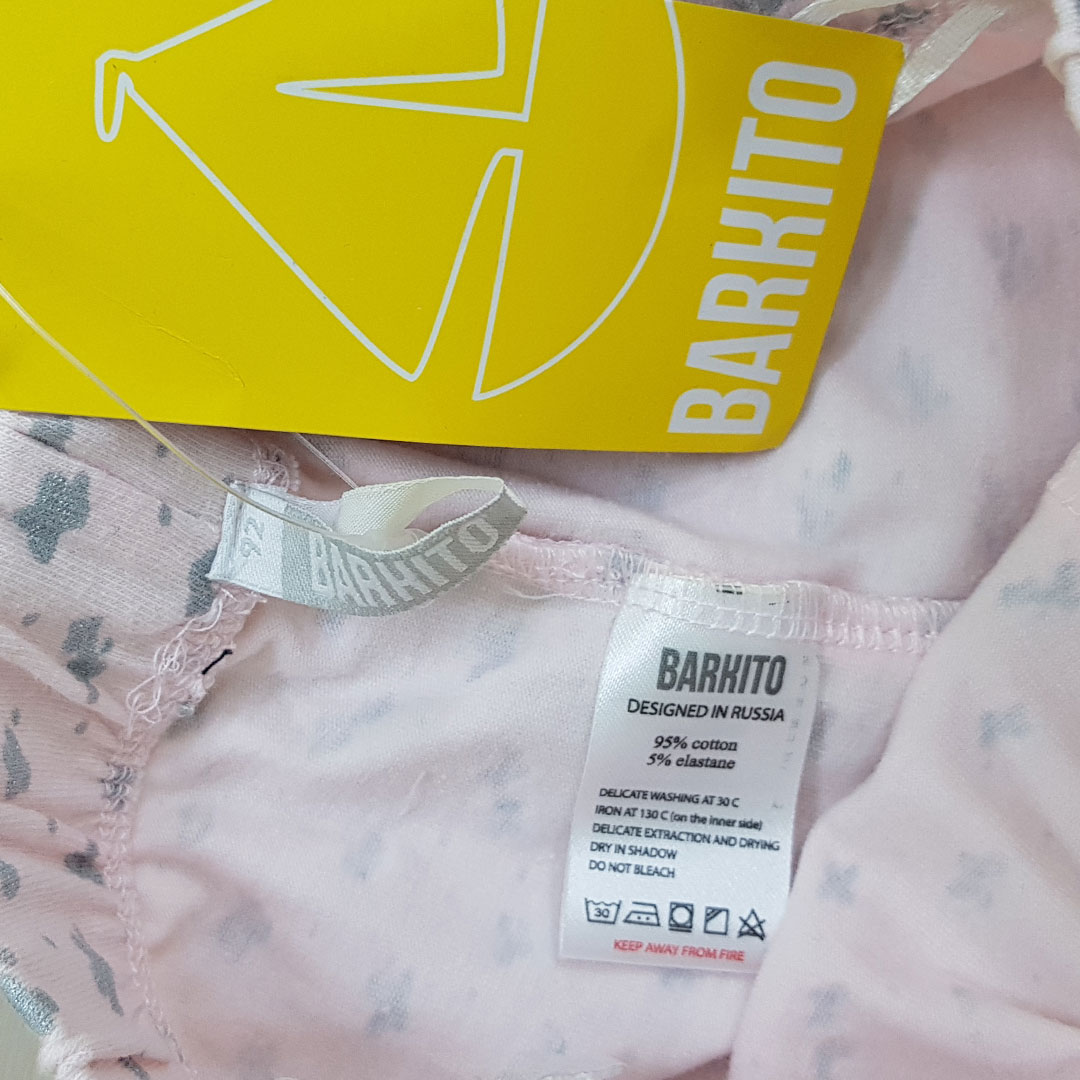 BARKITO
92
BARKITO
BARKITO
DESIGNED IN RUSSIA
95% cotton
5% elastane
DELICATE WASHING AT 30 C
IRON AT 130 C (on the inner side)
DELICATE EXTRACTION AND DRYING
DRY IN SHADOW
DO NOT BLEACH
30
KEEP AWAY FROM FIRE